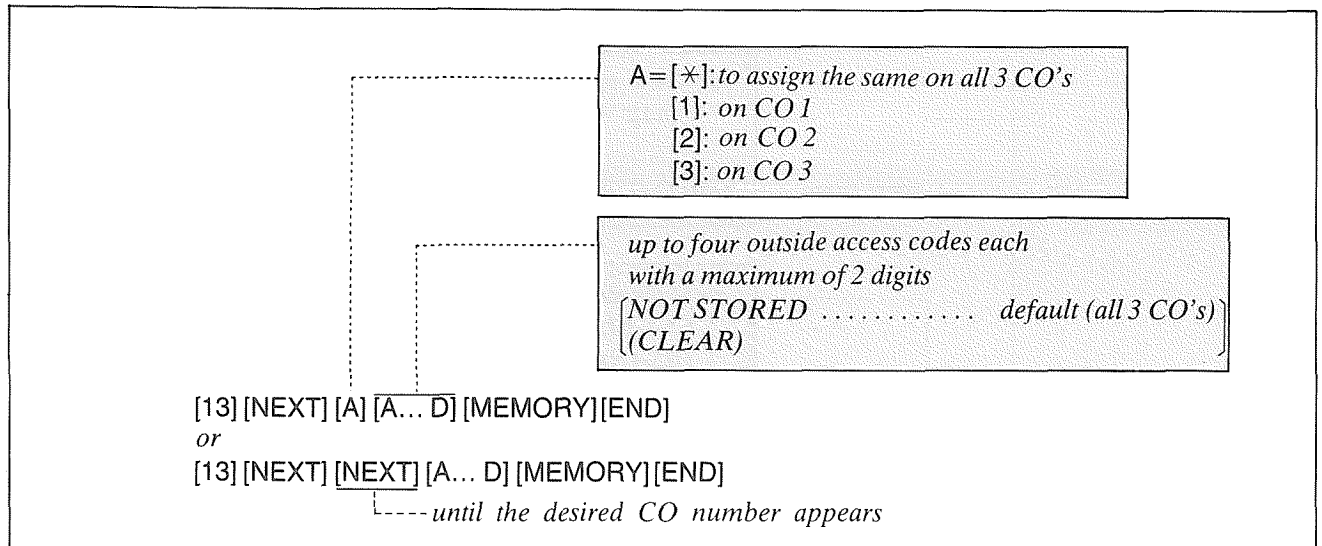 A=[✳]: to assign the same on all 3 CO's
[1]: on CO 1
[2]: on CO 2
[3]: on CO 3
up to four outside access codes each
with a maximum of 2 digits
NOT STORED ............ default (all 3 CO's)
(CLEAR)
[13] [NEXT] [A] [A... D] [MEMORY] [END]
or
[13] [NEXT] [NEXT] [A... D] [MEMORY] [END]
until the desired CO number appears